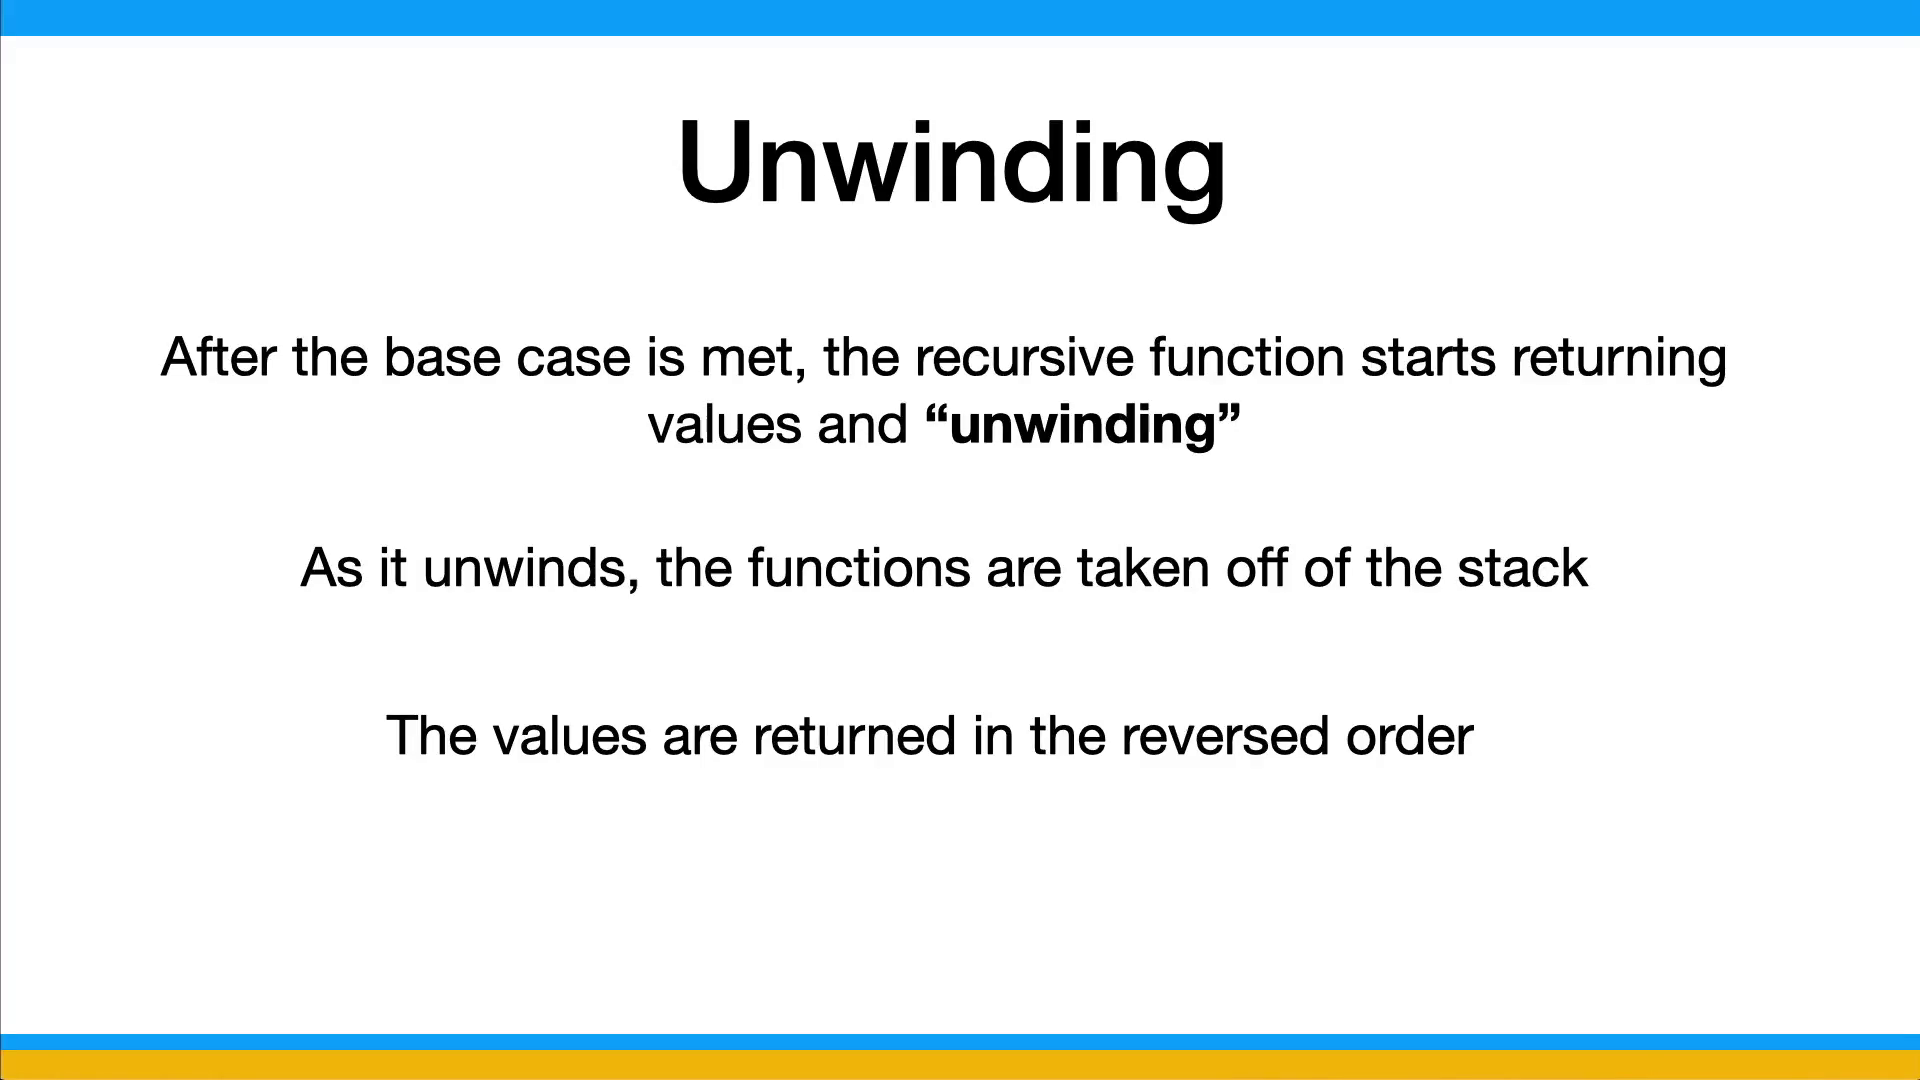 Unwinding
After the base case is met, the recursive function starts returning
values and “unwinding”
As it unwinds, the functions are taken off of the stack
The values are returned in the reversed order